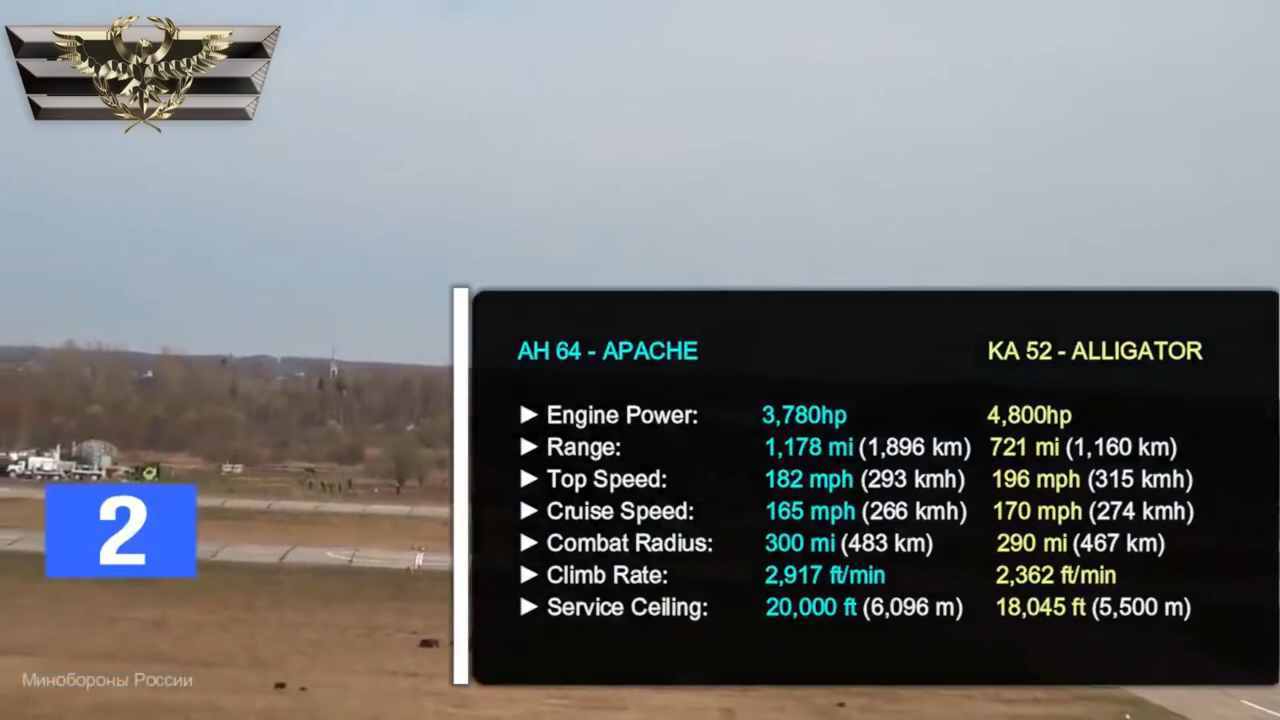 AH 64 - APACHE KA 52 - ALLIGATOR
► Engine Power: 3,780hp 4,800hp
► Range: 1,178 mi (1,896 km) 721 mi (1,160 km)
► Top Speed: 182 mph (293 kmh) 196 mph (315 kmh)
► Cruise Speed: 165 mph (266 kmh) 170 mph (274 kmh)
► Combat Radius: 300 mi (483 km) 290 mi (467 km)
► Climb Rate: 2,917 ft/min 2,362 ft/min
► Service Ceiling: 20,000 ft (6,096 m) 18,045 ft (5,500 m)
2
Минобороны России